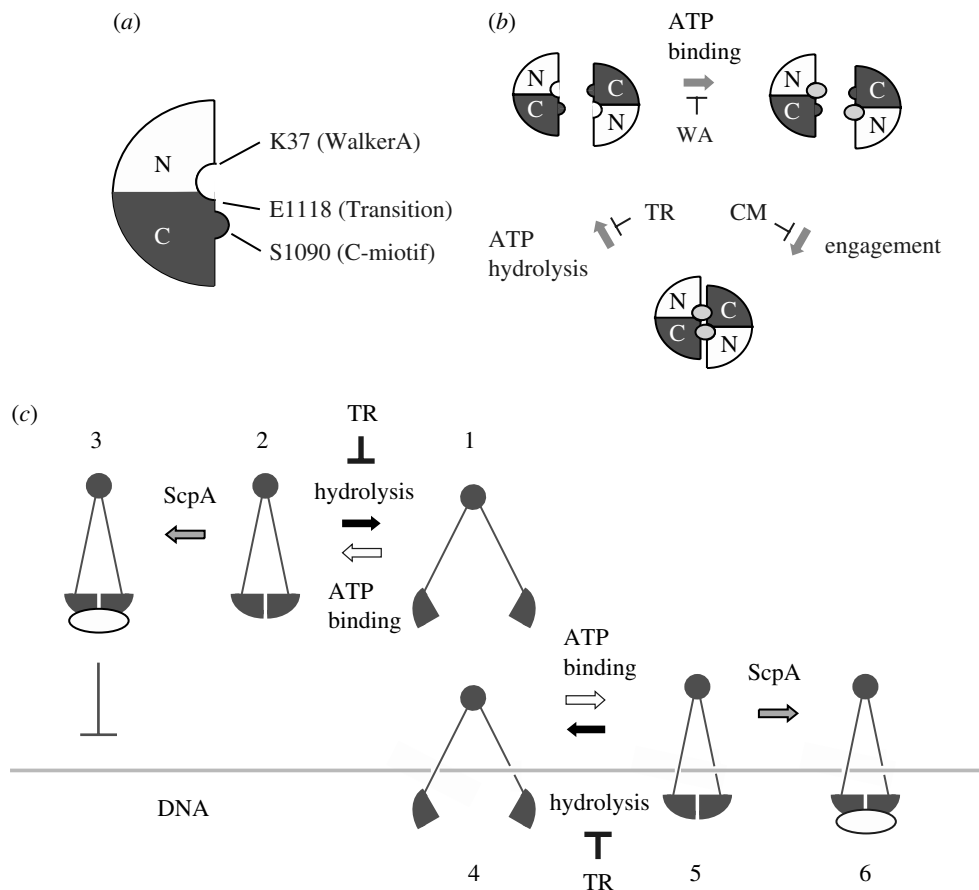 (a)
N
C
K37 (WalkerA)
E1118 (Transition)
S1090 (C-miotif)
(b)
ATP
binding
N
C
C
N
WA
N
C
C
N
ATP
hydrolysis
TR
CM
engagement
N
C
C
N
(c)
TR
3
2
1
ScpA
hydrolysis
ATP
binding
ATP
binding
ScpA
DNA
hydrolysis
TR
4
5
6